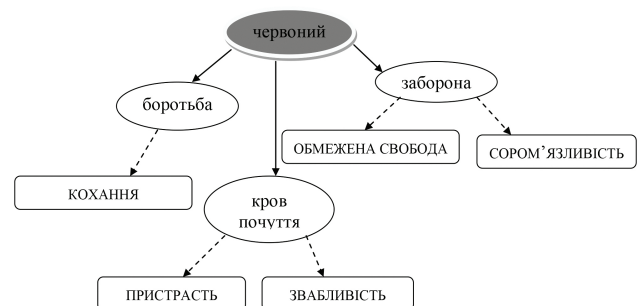 червоний
заборона
боротьба
ОБМЕЖЕНА СВОБОДА
СОРОМ’ЯЗЛИВІСТЬ
КОХАННЯ
кров
почуття
ПРИСТРАСТЬ
ЗВАБЛИВІСТЬ